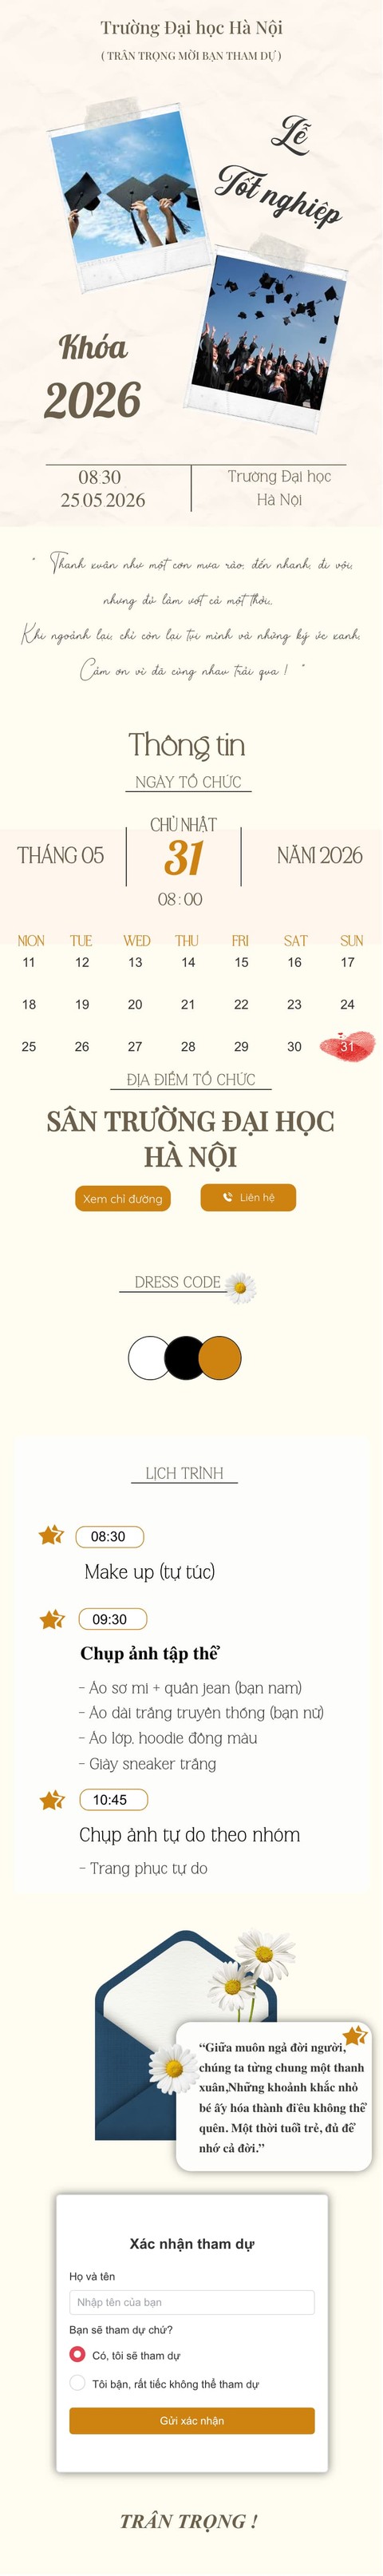 Trường Đại học Hà Nội
( TRÂN TRỌNG MỜI BẠN THAM DỰ )
Lễ
Tốt nghiệp
Khóa
2026
08:30
25.05.2026
Trường Đại học
Hà Nội
" Thanh xuân như một cơn mưa rào, đến nhanh, đi vội,
nhưng đủ làm ướt cả một thời.
Khi ngoảnh lại, chỉ còn lại tụi mình và những ký ức xanh.
Cảm ơn vì đã cùng nhau trải qua ! "
Thông tin
NGÀY TỔ CHỨC
CHỦ NHẬT
THÁNG 05
31
NĂM 2026
08:00
MON TUE WED THU FRI SAT SUN
11 12 13 14 15 16 17
18 19 20 21 22 23 24
25 26 27 28 29 30 31
ĐỊA ĐIỂM TỔ CHỨC
SÂN TRƯỜNG ĐẠI HỌC
HÀ NỘI
Xem chỉ đường
Liên hệ
DRESS CODE
LỊCH TRÌNH
08:30
Make up (tự túc)
09:30
Chụp ảnh tập thể
- Áo sơ mi + quần jean (bạn nam)
- Áo dài trắng truyền thống (bạn nữ)
- Áo lớp, hoodie đồng màu
- Giày sneaker trắng
10:45
Chụp ảnh tự do theo nhóm
- Trang phục tự do
“Giữa muôn ngả đời người,
chúng ta từng chung một thanh
xuân,Những khoảnh khắc nhỏ
bé ấy hóa thành điều không thể
quên. Một thời tuổi trẻ, đủ để
nhớ cả đời.”
Xác nhận tham dự
Họ và tên
Nhập tên của bạn
Bạn sẽ tham dự chứ?
Có, tôi sẽ tham dự
Tôi bận, rất tiếc không thể tham dự
Gửi xác nhận
TRÂN TRỌNG !